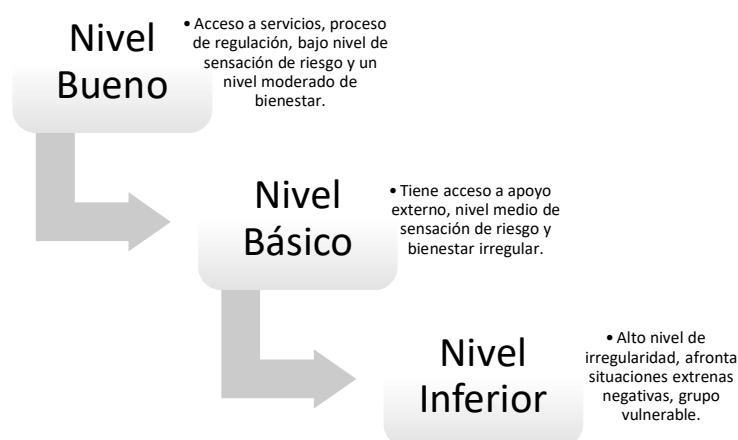 Nivel
Bueno
• Acceso a servicios, proceso
de regulación, bajo nivel de
sensación de riesgo y un
nivel moderado de
bienestar.
Nivel
Básico
• Tiene acceso a apoyo
externo, nivel medio de
sensación de riesgo y
bienestar irregular.
Nivel
Inferior
• Alto nivel de
irregularidad, afronta
situaciones extrenas
negativas, grupo
vulnerable.